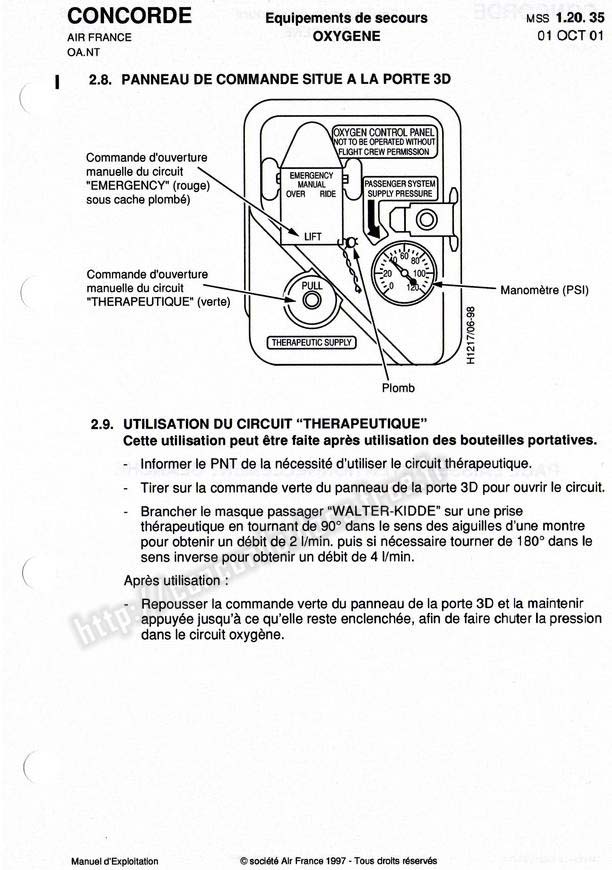 CONCORDE
AIR FRANCE
OA.NT
Equipements de secours
OXYGENE
MSS 1.20. 35
01 OCT 01
2.8. PANNEAU DE COMMANDE SITUE A LA PORTE 3D
Commande d'ouverture
manuelle du circuit
"EMERGENCY" (rouge)
sous cache plombé)
OXYGEN CONTROL PANEL
NOT TO BE OPERATED WITHOUT
FLIGHT CREW PERMISSION
EMERGENCY
MANUAL
OVER RIDE
LIFT
PASSENGER SYSTEM
SUPPLY PRESSURE
0 20 40 60 80 100 120
Commande d'ouverture
manuelle du circuit
"THERAPEUTIQUE" (verte)
PULL
THERAPEUTIC SUPPLY
Manomètre (PSI)
H1217/06-98
Plomb
2.9. UTILISATION DU CIRCUIT "THERAPEUTIQUE"
Cette utilisation peut être faite après utilisation des bouteilles portatives.
- Informer le PNT de la nécessité d'utiliser le circuit thérapeutique.
- Tirer sur la commande verte du panneau de la porte 3D pour ouvrir le circuit.
- Brancher le masque passager "WALTER-KIDDE" sur une prise
thérapeutique en tournant de 90° dans le sens des aiguilles d'une montre
pour obtenir un débit de 2 l/min. puis si nécessaire tourner de 180° dans le
sens inverse pour obtenir un débit de 4 l/min.
Après utilisation :
- Repousser la commande verte du panneau de la porte 3D et la maintenir
appuyée jusqu'à ce qu'elle reste enclenchée, afin de faire chuter la pression
dans le circuit oxygène.
Manuel d'Exploitation
© société Air France 1997 - Tous droits réservés